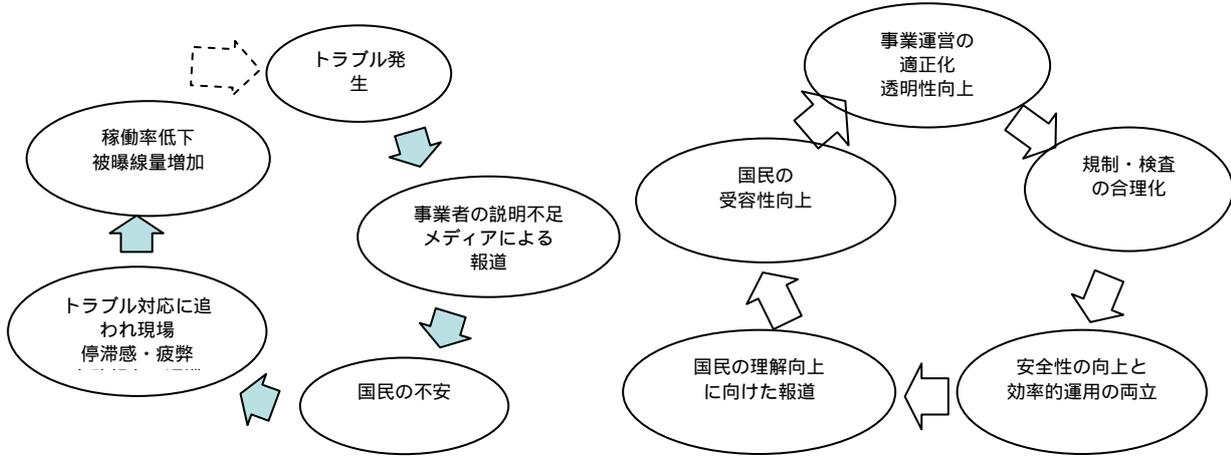 トラブル発
生
事業者の説明不足
メディアによる
報道
国民の不安
トラブル対応に追
われ現場
停滞感・疲弊
稼働率低下
被曝線量増加
事業運営の
適正化
透明性向上
規制・検査
の合理化
安全性の向上と
効率的運用の両立
国民の理解向上
に向けた報道
国民の
受容性向上